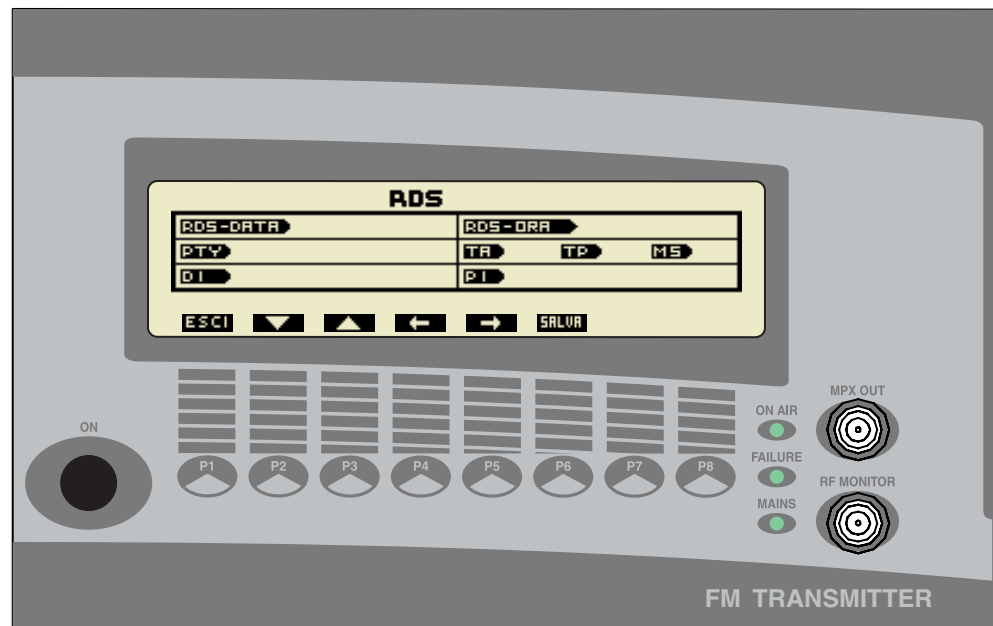 RDS
RDS-DATA RDS-ORA
PTY TA TP MS
DI PI
ESCI SALVA
ON
P1 P2 P3 P4 P5 P6 P7 P8
ON AIR
FAILURE
MAINS
MPX OUT
RF MONITOR
FM TRANSMITTER